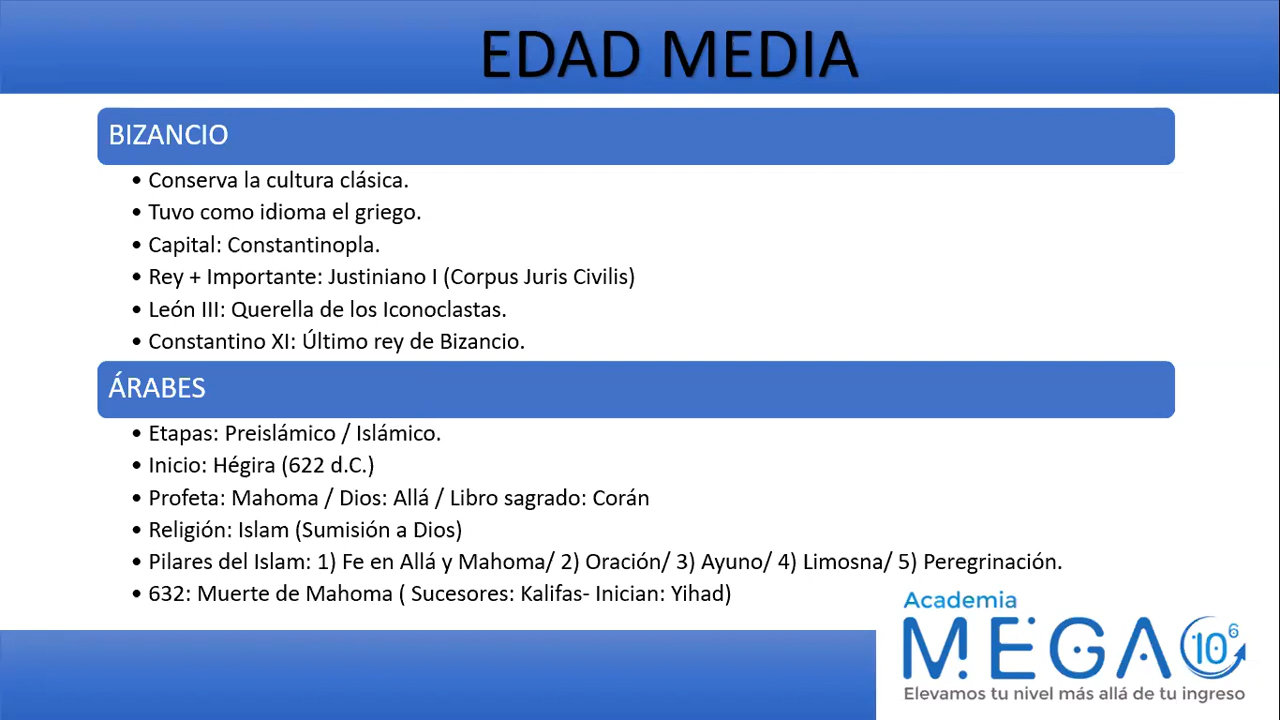 EDAD MEDIA
BIZANCIO
• Conserva la cultura clásica.
• Tuvo como idioma el griego.
• Capital: Constantinopla.
• Rey + Importante: Justiniano I (Corpus Juris Civilis)
• León III: Querella de los Iconoclastas.
• Constantino XI: Último rey de Bizancio.
ÁRABES
• Etapas: Preislámico / Islámico.
• Inicio: Hégira (622 d.C.)
• Profeta: Mahoma / Dios: Allá / Libro sagrado: Corán
• Religión: Islam (Sumisión a Dios)
• Pilares del Islam: 1) Fe en Allá y Mahoma/ 2) Oración/ 3) Ayuno/ 4) Limosna/ 5) Peregrinación.
• 632: Muerte de Mahoma ( Sucesores: Kalifas- Inician: Yihad)
Academia
MEGA 10⁶
Elevamos tu nivel más allá de tu ingreso